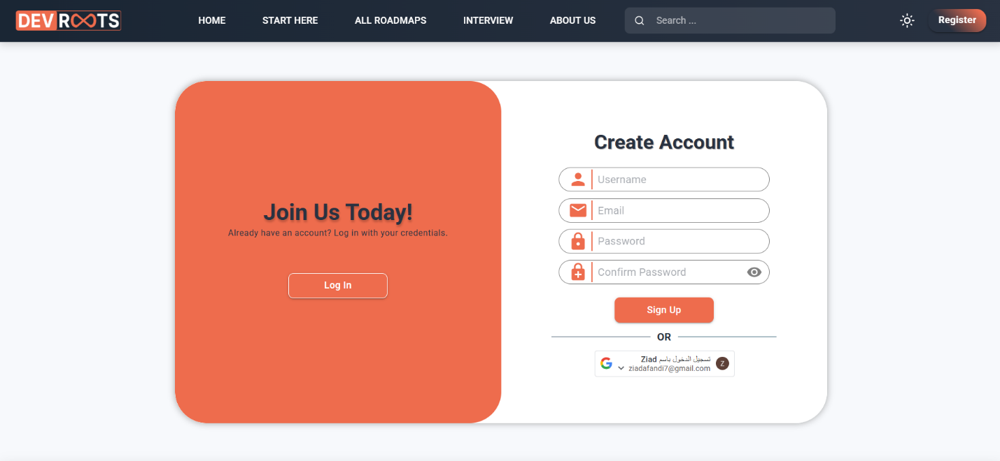 DEVROOTS
HOME
START HERE
ALL ROADMAPS
INTERVIEW
ABOUT US
Search ...
Register
Join Us Today!
Already have an account? Log in with your credentials.
Log In
Create Account
Username
Email
Password
Confirm Password
Sign Up
OR
تسجيل الدخول باسم Ziad
ziadafandi7@gmail.com
Z